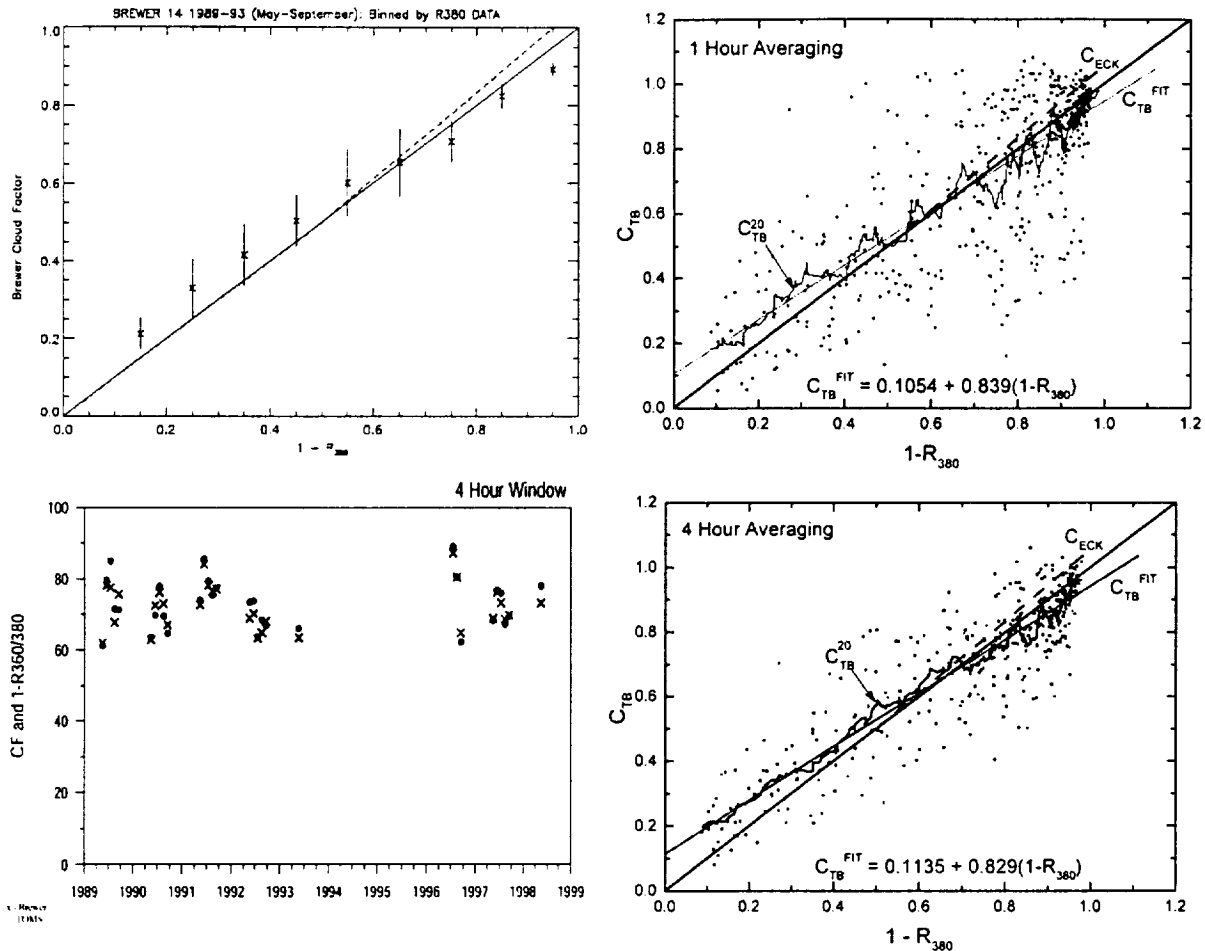 BREWER 14 1989-93 (May-September): Binned by R380 DATA
1.0
0.8
0.6
0.4
0.2
0.0
Brewer Cloud Factor
0.0 0.2 0.4 0.6 0.8 1.0
1 - R380
1 Hour Averaging
1.2
1.0
0.8
0.6
0.4
0.2
0.0
C_TB
C_ECK
C_TB^FIT
C_TB^20
C_TB^FIT = 0.1054 + 0.839(1-R380)
0.0 0.2 0.4 0.6 0.8 1.0 1.2
1-R380
4 Hour Window
100
80
60
40
20
0
CF and 1-R360/380
1989 1990 1991 1992 1993 1994 1995 1996 1997 1998 1999
x - Brewer
TOMS
4 Hour Averaging
1.2
1.0
0.8
0.6
0.4
0.2
0.0
C_TB
C_ECK
C_TB^FIT
C_TB^20
C_TB^FIT = 0.1135 + 0.829(1-R380)
0.0 0.2 0.4 0.6 0.8 1.0 1.2
1 - R380